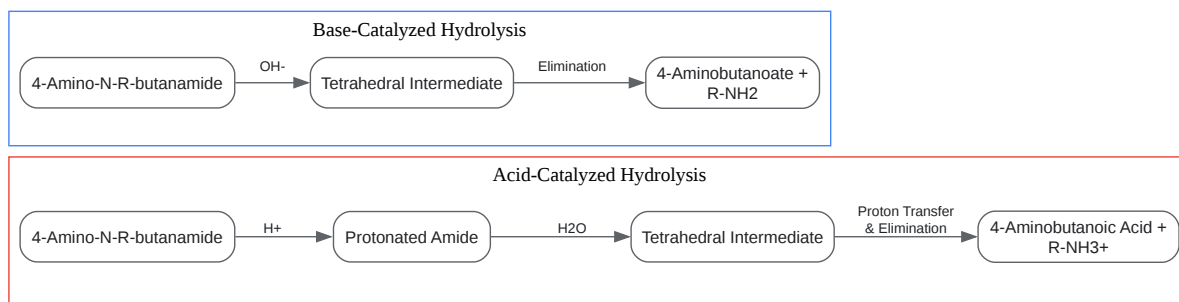 Base-Catalyzed Hydrolysis
4-Amino-N-R-butanamide
OH-
Tetrahedral Intermediate
Elimination
4-Aminobutanoate +
R-NH2
Acid-Catalyzed Hydrolysis
4-Amino-N-R-butanamide
H+
Protonated Amide
H2O
Tetrahedral Intermediate
Proton Transfer
& Elimination
4-Aminobutanoic Acid +
R-NH3+